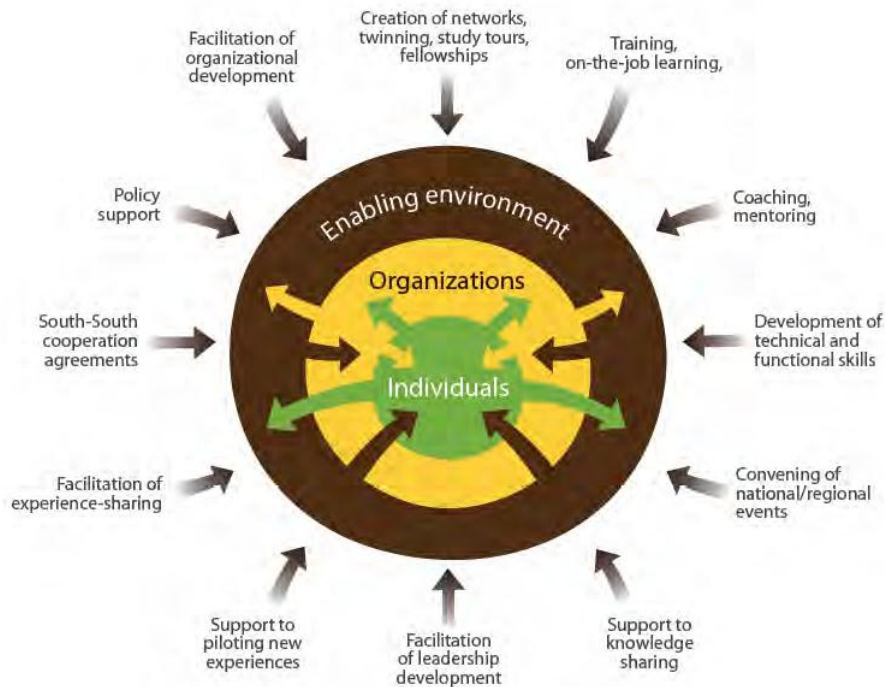 Creation of networks,
twinning, study tours,
fellowships
Facilitation of
organizational
development
Training,
on-the-job learning,
Policy
support
Coaching,
mentoring
Enabling environment
Organizations
Individuals
South-South
cooperation
agreements
Development of
technical and
functional skills
Facilitation of
experience-sharing
Convening of
national/regional
events
Support to
piloting new
experiences
Facilitation
of leadership
development
Support to
knowledge
sharing